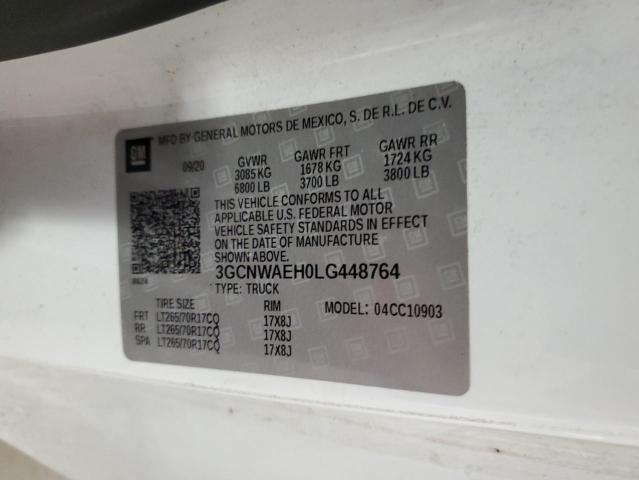 MFD BY GENERAL MOTORS DE MEXICO, S. DE R.L. DE C.V.
GM
09/20 GVWR GAWR FRT GAWR RR
3085 KG 1678 KG 1724 KG
6800 LB 3700 LB 3800 LB
THIS VEHICLE CONFORMS TO ALL
APPLICABLE U.S. FEDERAL MOTOR
VEHICLE SAFETY STANDARDS IN EFFECT
ON THE DATE OF MANUFACTURE
SHOWN ABOVE.
3GCNWAEH0LG448764
TYPE: TRUCK
TIRE SIZE RIM MODEL: 04CC10903
FRT LT265/70R17CQ 17X8J
RR LT265/70R17CQ 17X8J
SPA LT265/70R17CQ 17X8J